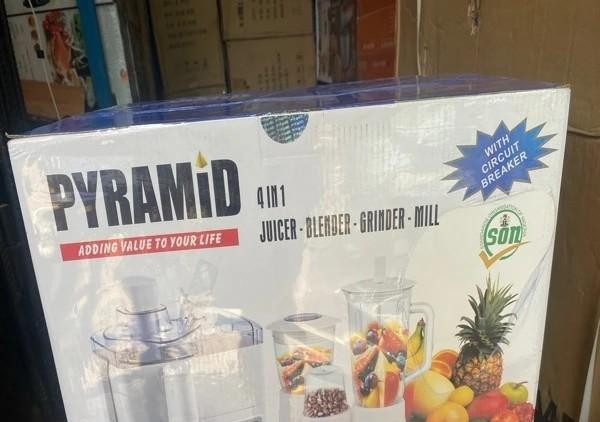 PYRAMiD
ADDING VALUE TO YOUR LIFE
4 IN 1
JUICER - BLENDER - GRINDER - MILL
WITH
CIRCUIT
BREAKER
SON